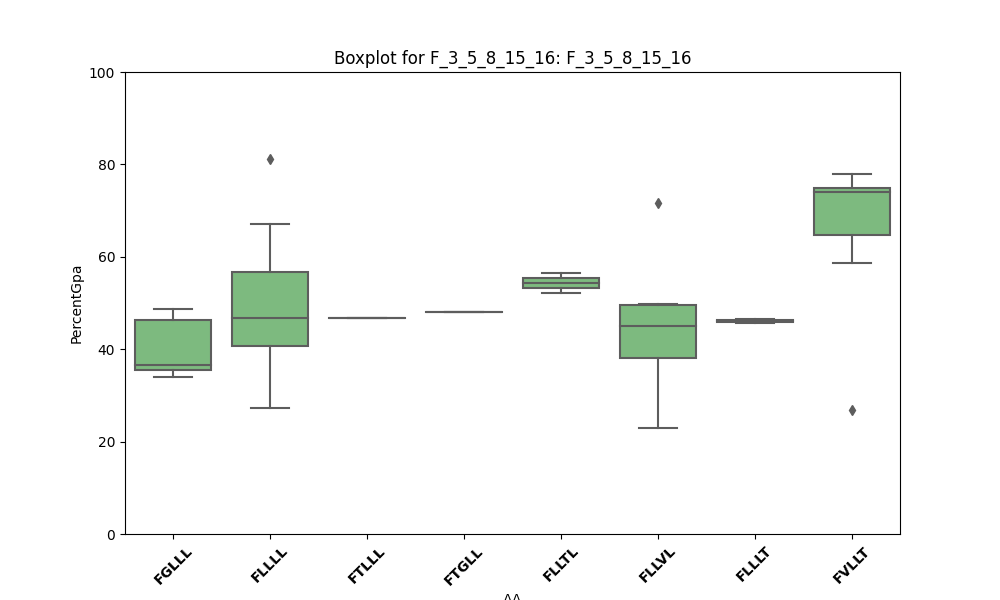 Boxplot for F_3_5_8_15_16: F_3_5_8_15_16
100
80
60
40
20
0
PercentGpa
FGLLL
FLLLL
FTLLL
FTGLL
FLLTL
FLLVL
FLLLT
FVLLT
AA